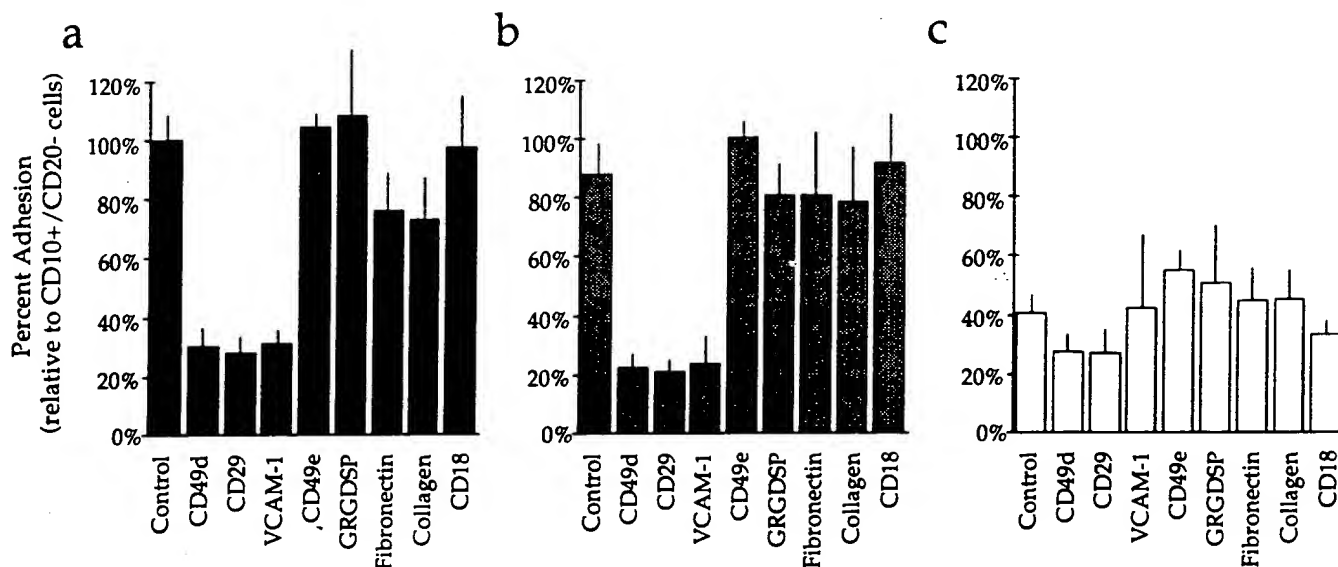 a
b
c
Percent Adhesion
(relative to CD10+/CD20- cells)
120%
100%
80%
60%
40%
20%
0%
Control
CD49d
CD29
VCAM-1
CD49e
GRGDSP
Fibronectin
Collagen
CD18
120%
100%
80%
60%
40%
20%
0%
Control
CD49d
CD29
VCAM-1
CD49e
GRGDSP
Fibronectin
Collagen
CD18
120%
100%
80%
60%
40%
20%
0%
Control
CD49d
CD29
VCAM-1
CD49e
GRGDSP
Fibronectin
Collagen
CD18